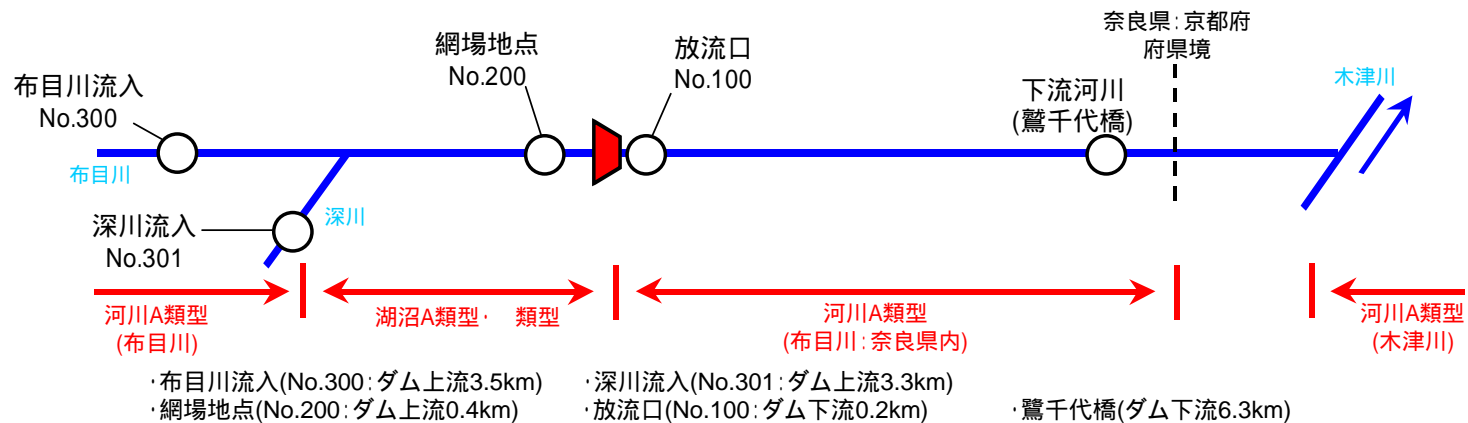 奈良県:京都府
府県境
網場地点
No.200
放流口
No.100
木津川
布目川流入
No.300
下流河川
(鷲千代橋)
布目川
深川
深川流入
No.301
河川A類型
(布目川)
湖沼A類型・ 類型
河川A類型
(布目川:奈良県内)
河川A類型
(木津川)
・布目川流入(No.300:ダム上流3.5km)
・深川流入(No.301:ダム上流3.3km)
・網場地点(No.200:ダム上流0.4km)
・放流口(No.100:ダム下流0.2km)
・鷺千代橋(ダム下流6.3km)